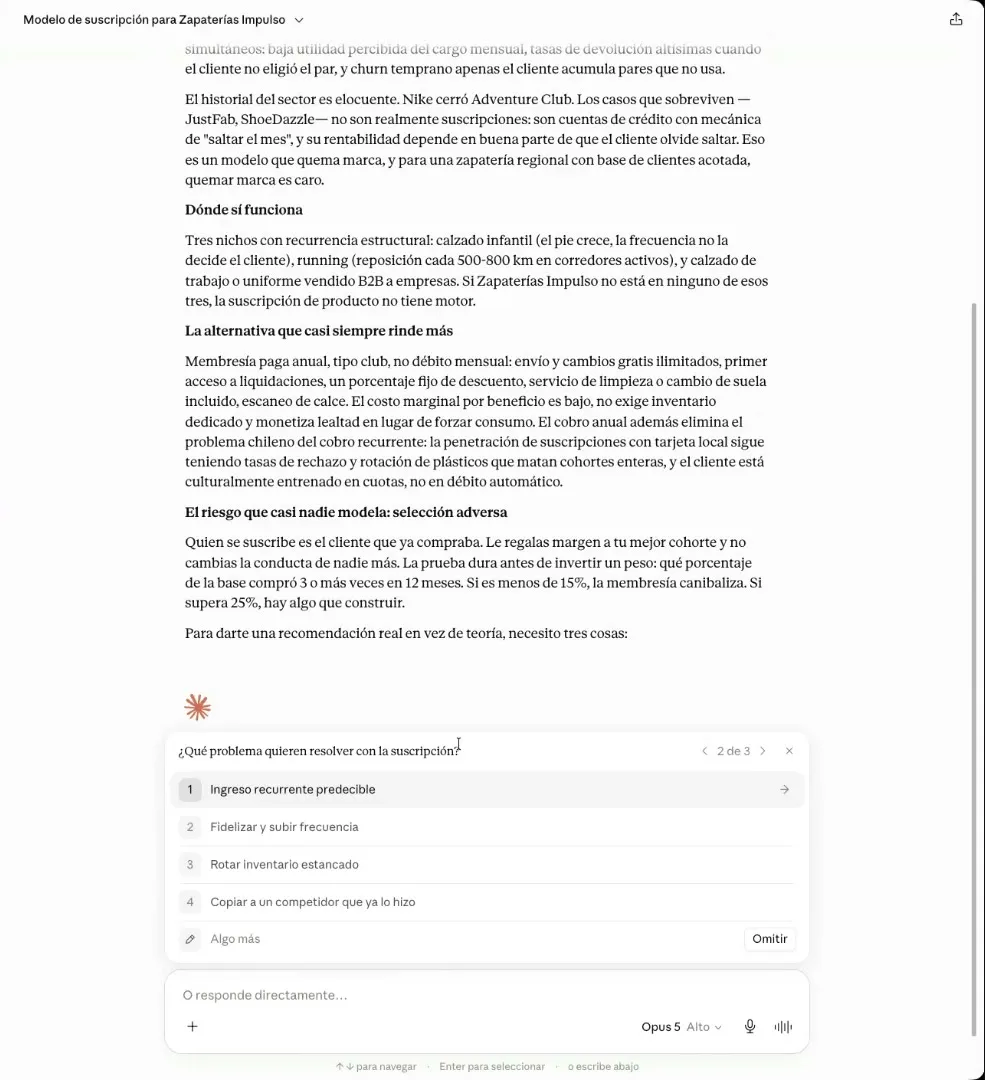 Modelo de suscripción para Zapaterías Impulso
simultáneos: baja utilidad percibida del cargo mensual, tasas de devolución altísimas cuando
el cliente no eligió el par, y churn temprano apenas el cliente acumula pares que no usa.
El historial del sector es elocuente. Nike cerró Adventure Club. Los casos que sobreviven —
JustFab, ShoeDazzle— no son realmente suscripciones: son cuentas de crédito con mecánica
de "saltar el mes", y su rentabilidad depende en buena parte de que el cliente olvide saltar. Eso
es un modelo que quema marca, y para una zapatería regional con base de clientes acotada,
quemar marca es caro.
Dónde sí funciona
Tres nichos con recurrencia estructural: calzado infantil (el pie crece, la frecuencia no la
decide el cliente), running (reposición cada 500-800 km en corredores activos), y calzado de
trabajo o uniforme vendido B2B a empresas. Si Zapaterías Impulso no está en ninguno de esos
tres, la suscripción de producto no tiene motor.
La alternativa que casi siempre rinde más
Membresía paga anual, tipo club, no débito mensual: envío y cambios gratis ilimitados, primer
acceso a liquidaciones, un porcentaje fijo de descuento, servicio de limpieza o cambio de suela
incluido, escaneo de calce. El costo marginal por beneficio es bajo, no exige inventario
dedicado y monetiza lealtad en lugar de forzar consumo. El cobro anual además elimina el
problema chileno del cobro recurrente: la penetración de suscripciones con tarjeta local sigue
teniendo tasas de rechazo y rotación de plásticos que matan cohortes enteras, y el cliente está
culturalmente entrenado en cuotas, no en débito automático.
El riesgo que casi nadie modela: selección adversa
Quien se suscribe es el cliente que ya compraba. Le regalas margen a tu mejor cohorte y no
cambias la conducta de nadie más. La prueba dura antes de invertir un peso: qué porcentaje
de la base compró 3 o más veces en 12 meses. Si es menos de 15%, la membresía canibaliza. Si
supera 25%, hay algo que construir.
Para darte una recomendación real en vez de teoría, necesito tres cosas:
¿Qué problema quieren resolver con la suscripción? 2 de 3
1 Ingreso recurrente predecible
2 Fidelizar y subir frecuencia
3 Rotar inventario estancado
4 Copiar a un competidor que ya lo hizo
Algo más Omitir
O responde directamente…
Opus 5 Alto
↑↓ para navegar · Enter para seleccionar · o escribe abajo